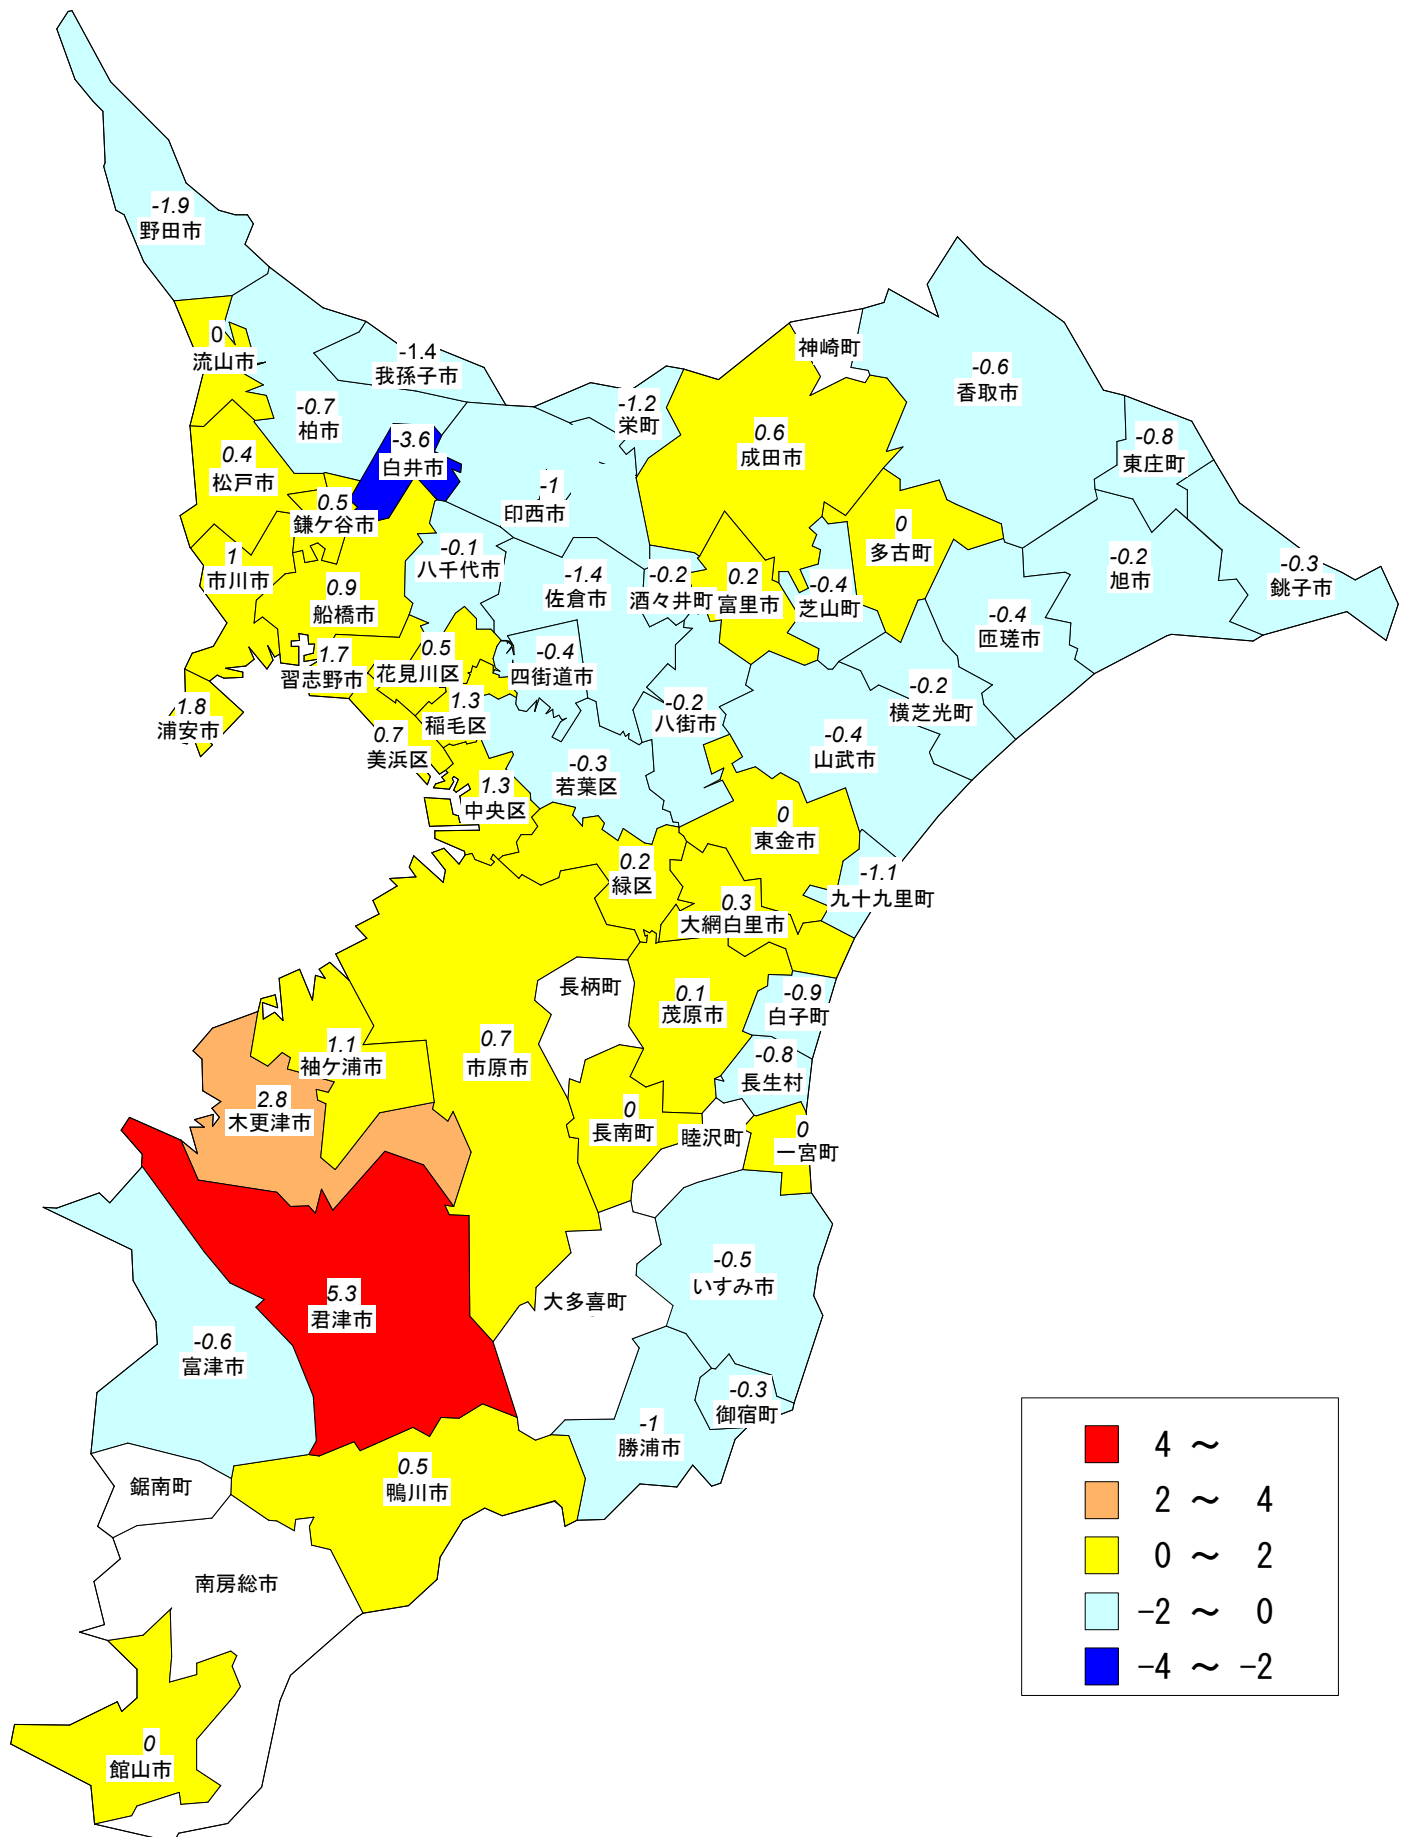 -1.9
野田市
0
流山市
-1.4
我孫子市
-0.7
柏市
-3.6
白井市
-1.2
栄町
0.6
成田市
神崎町
-0.6
香取市
-0.8
東庄町
0.4
松戸市
0.5
鎌ケ谷市
-1
印西市
0
多古町
-0.2
旭市
-0.3
銚子市
1
市川市
0.9
船橋市
-0.1
八千代市
-1.4
佐倉市
-0.2
酒々井町
0.2
富里市
-0.4
芝山町
-0.4
匝瑳市
1.7
習志野市
0.5
花見川区
-0.4
四街道市
-0.2
八街市
-0.2
横芝光町
1.8
浦安市
0.7
美浜区
1.3
稲毛区
-0.4
山武市
1.3
中央区
-0.3
若葉区
0
東金市
0.2
緑区
0.3
大網白里市
-1.1
九十九里町
長柄町
0.1
茂原市
-0.9
白子町
1.1
袖ケ浦市
0.7
市原市
-0.8
長生村
2.8
木更津市
0
長南町
睦沢町
0
一宮町
-0.5
いすみ市
5.3
君津市
大多喜町
-0.6
富津市
-0.3
御宿町
-1
勝浦市
鋸南町
0.5
鴨川市
南房総市
0
館山市
4 ～
2 ～ 4
0 ～ 2
-2 ～ 0
-4 ～ -2